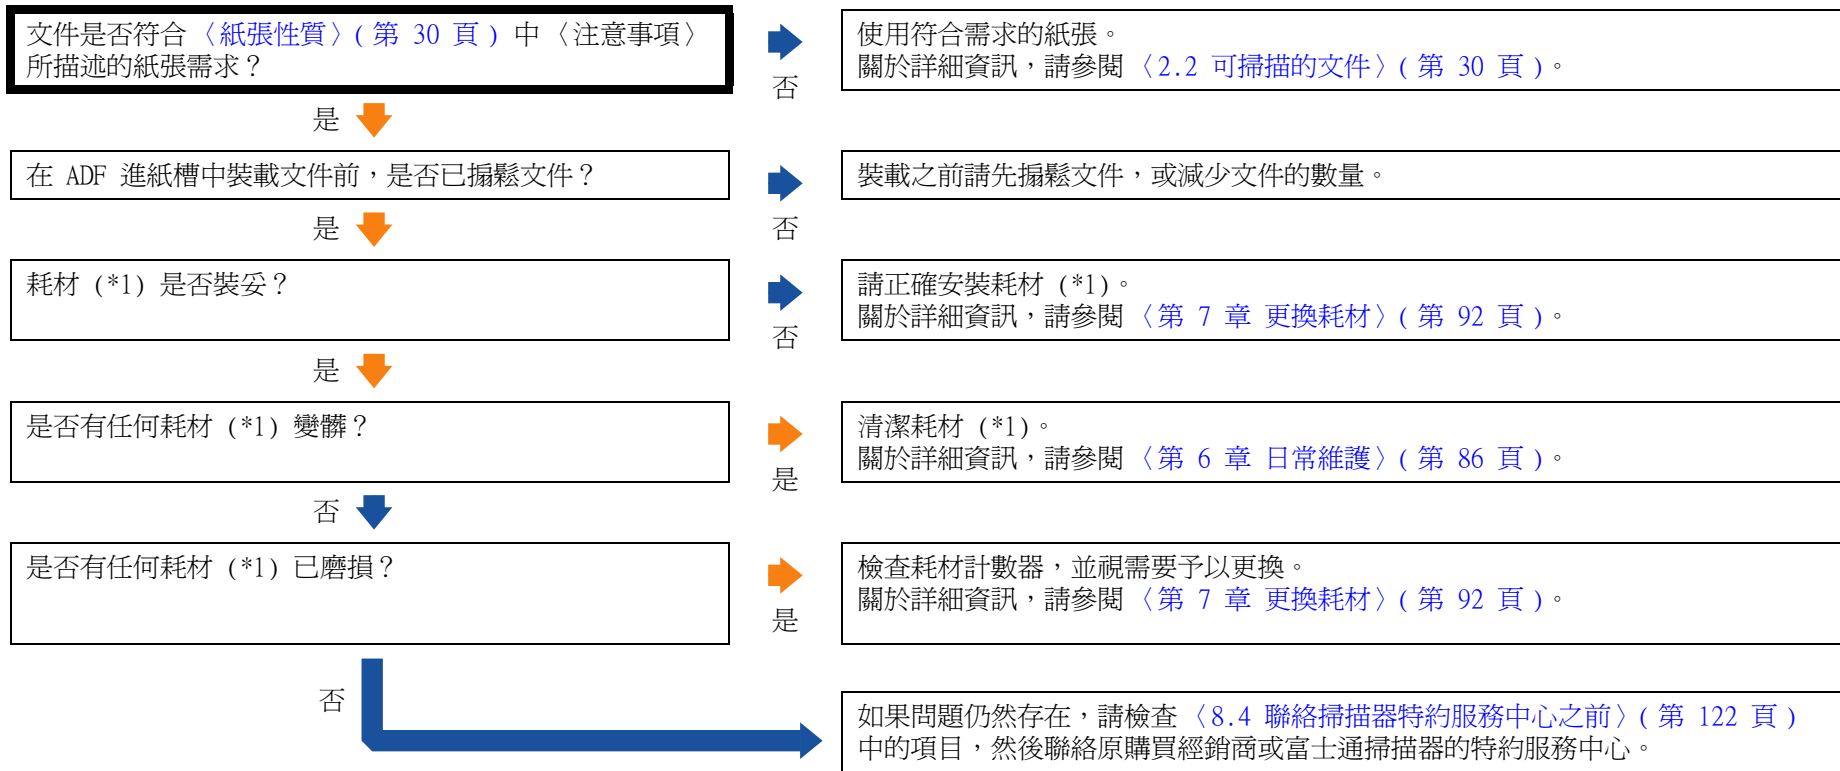 文件是否符合 〈紙張性質〉( 第 30 頁 ) 中 〈注意事項〉
所描述的紙張需求？
否
使用符合需求的紙張。
關於詳細資訊，請參閱 〈2.2 可掃描的文件〉( 第 30 頁 )。
是
在 ADF 進紙槽中裝載文件前，是否已搧鬆文件？
否
裝載之前請先搧鬆文件，或減少文件的數量。
是
耗材 (*1) 是否裝妥？
否
請正確安裝耗材 (*1)。
關於詳細資訊，請參閱 〈第 7 章 更換耗材〉( 第 92 頁 )。
是
是否有任何耗材 (*1) 變髒？
是
清潔耗材 (*1)。
關於詳細資訊，請參閱 〈第 6 章 日常維護〉( 第 86 頁 )。
否
是否有任何耗材 (*1) 已磨損？
是
檢查耗材計數器，並視需要予以更換。
關於詳細資訊，請參閱 〈第 7 章 更換耗材〉( 第 92 頁 )。
否
如果問題仍然存在，請檢查 〈8.4 聯絡掃描器特約服務中心之前〉( 第 122 頁 )
中的項目，然後聯絡原購買經銷商或富士通掃描器的特約服務中心。